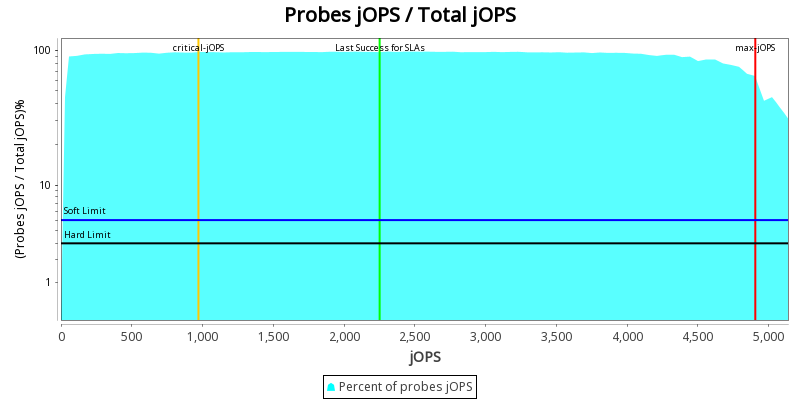 Probes jOPS / Total jOPS
critical-jOPS
Last Success for SLAs
max-jOPS
100
10
1
(Probes jOPS / Total jOPS)%
Soft Limit
Hard Limit
0
500
1,000
1,500
2,000
2,500
3,000
3,500
4,000
4,500
5,000
jOPS
Percent of probes jOPS